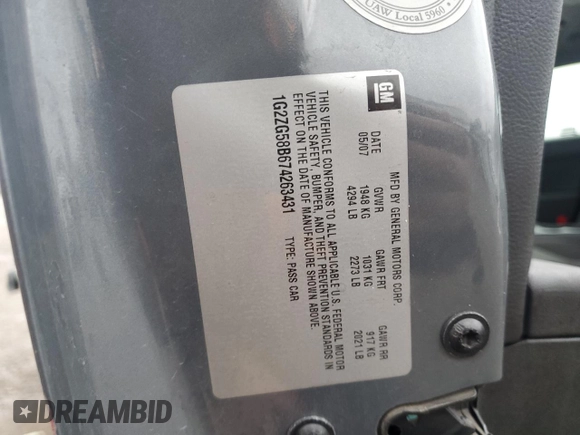 UAW Local 5960
GM
MFD BY GENERAL MOTORS CORP.
DATE GVWR GAWR FRT GAWR RR
05/07 1948 KG 1031 KG 917 KG
4294 LB 2273 LB 2021 LB
THIS VEHICLE CONFORMS TO ALL APPLICABLE U.S. FEDERAL MOTOR
VEHICLE SAFETY, BUMPER, AND THEFT PREVENTION STANDARDS IN
EFFECT ON THE DATE OF MANUFACTURE SHOWN ABOVE.
1G2ZG58B674263431 TYPE: PASS CAR
DREAMBID